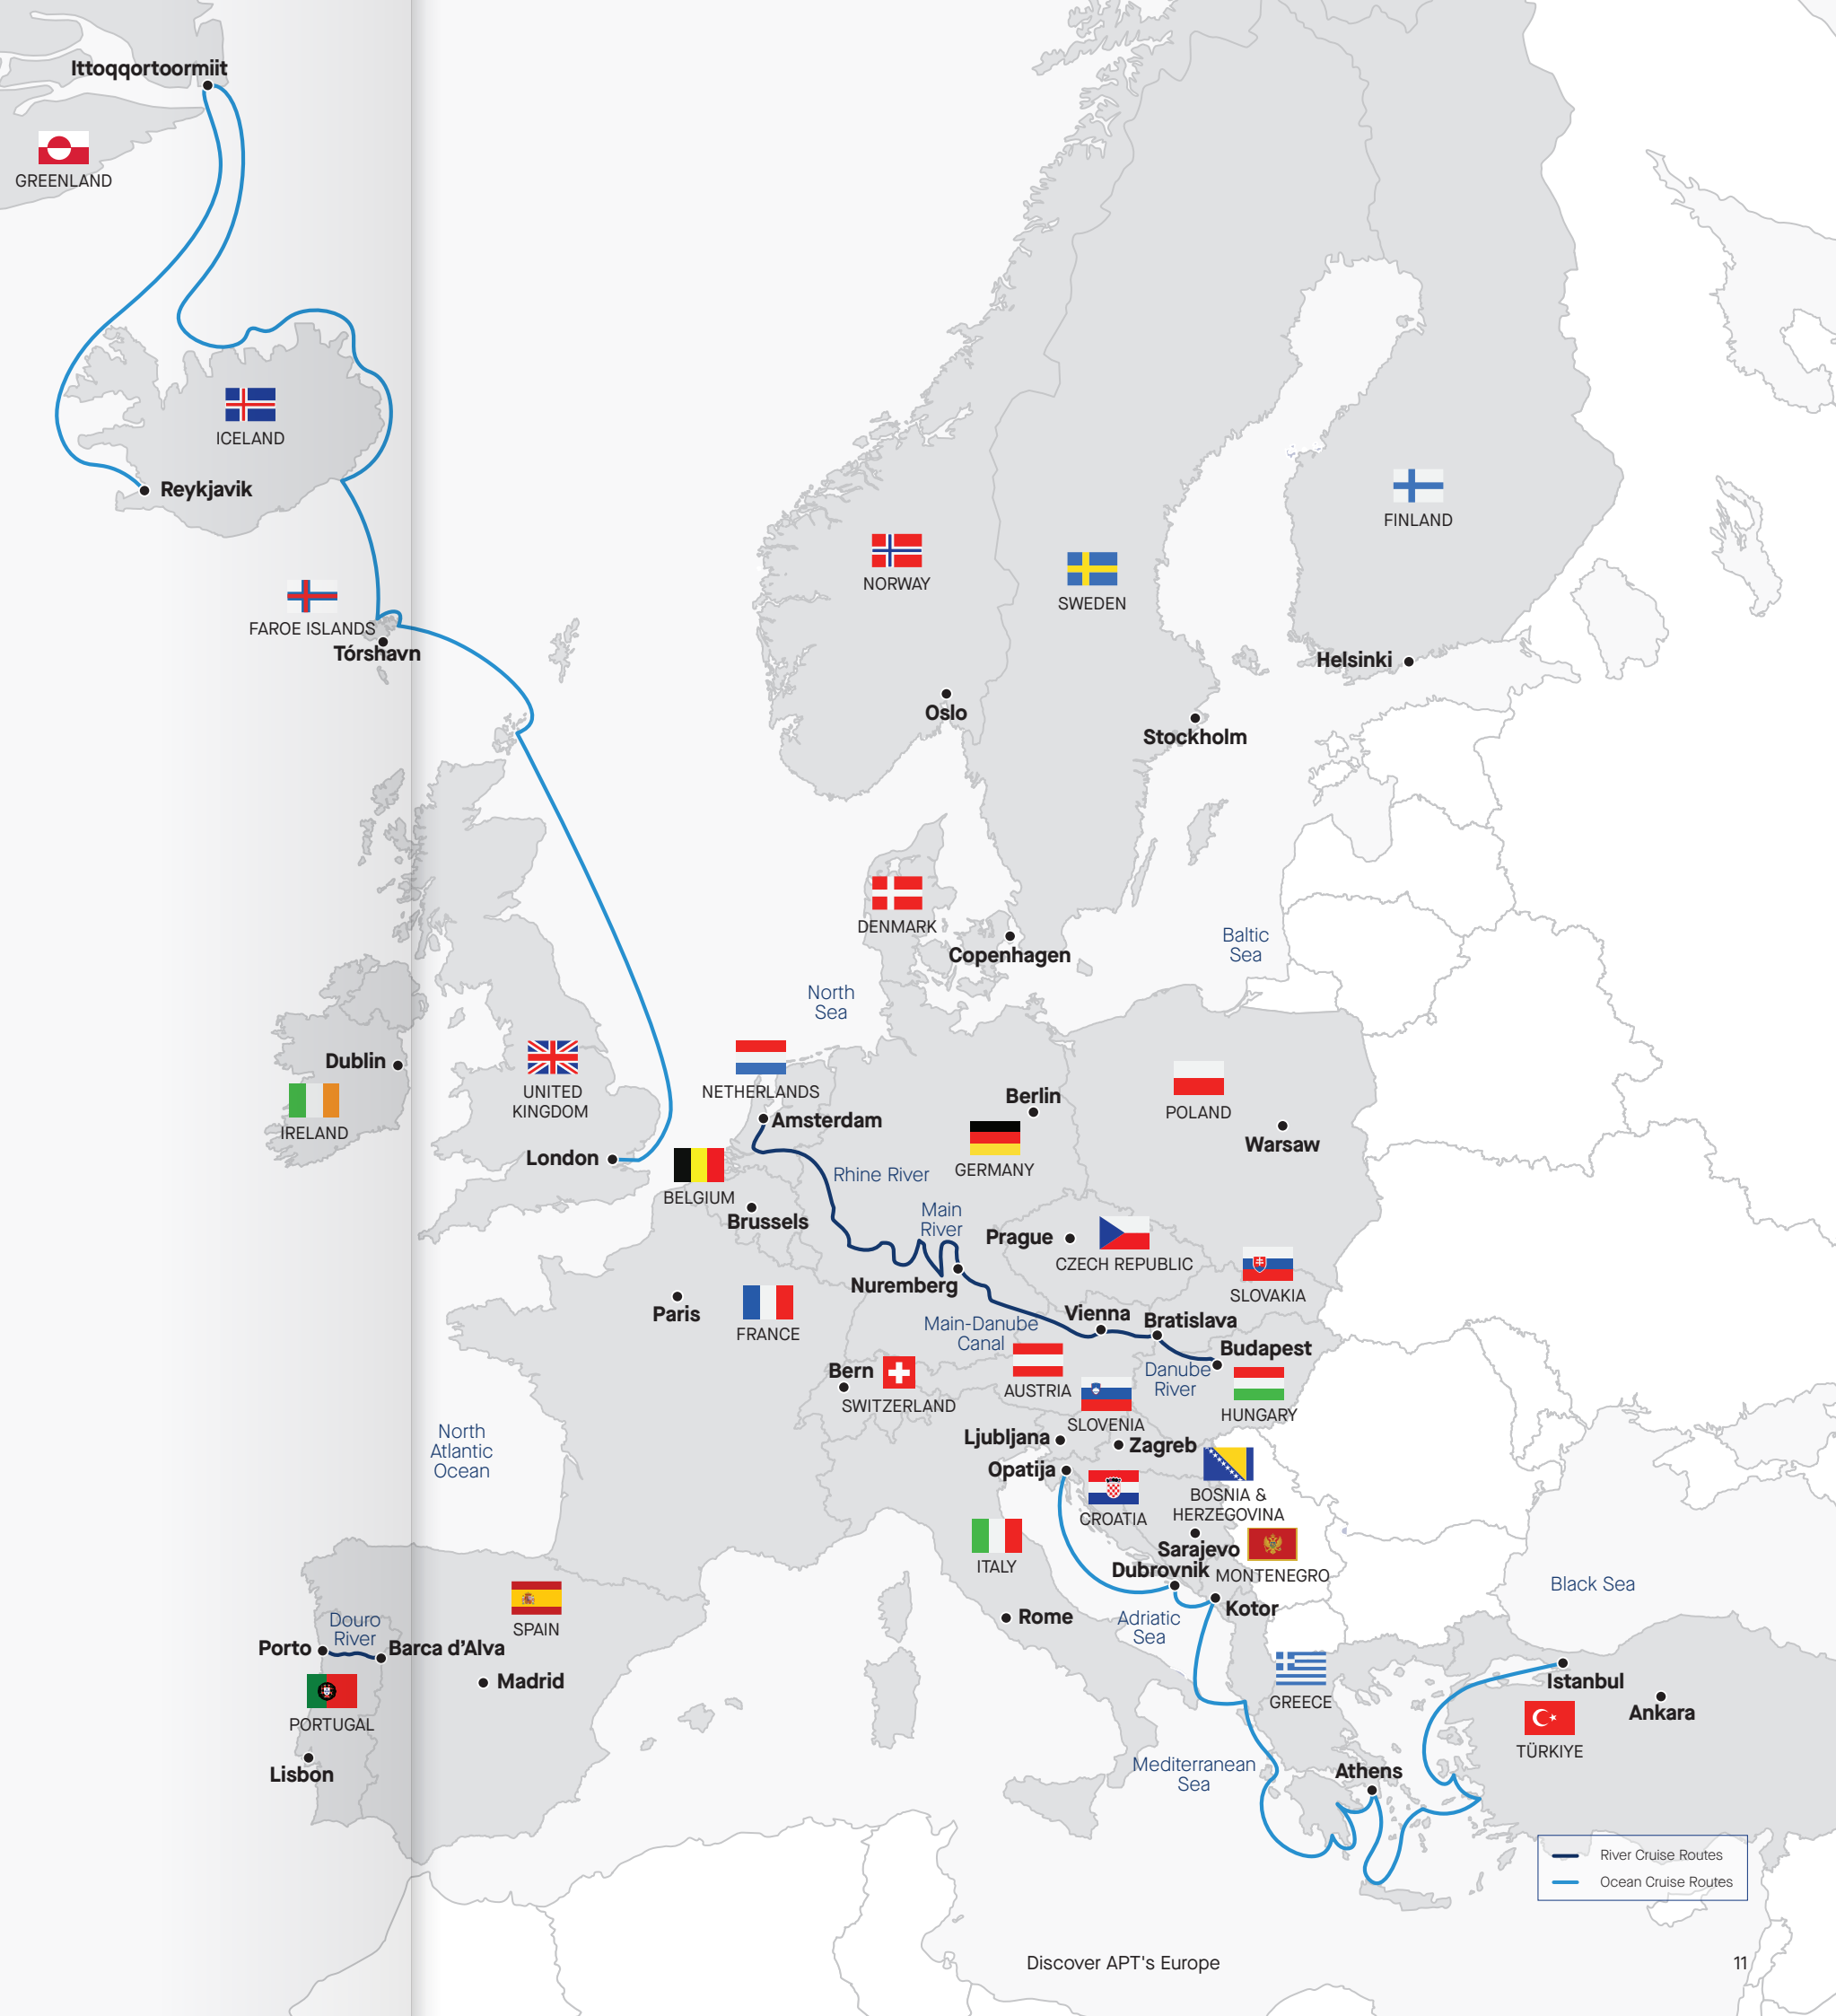 Ittoqqortoormiit
GREENLAND
ICELAND
Reykjavik
FAROE ISLANDS
Tórshavn
NORWAY
SWEDEN
FINLAND
Helsinki
Oslo
Stockholm
DENMARK
Copenhagen
Baltic
Sea
North
Sea
Dublin
IRELAND
UNITED
KINGDOM
London
NETHERLANDS
Amsterdam
BELGIUM
Brussels
Berlin
GERMANY
POLAND
Warsaw
Rhine River
Main
River
Prague
CZECH REPUBLIC
SLOVAKIA
Nuremberg
Paris
FRANCE
Main-Danube
Canal
Vienna
Bratislava
Budapest
Danube
River
HUNGARY
AUSTRIA
Bern
SWITZERLAND
SLOVENIA
Ljubljana
Zagreb
Opatija
CROATIA
BOSNIA &
HERZEGOVINA
North
Atlantic
Ocean
ITALY
Sarajevo
MONTENEGRO
Dubrovnik
Kotor
Rome
Adriatic
Sea
Black Sea
SPAIN
Douro
River
Porto
Barca d'Alva
Madrid
PORTUGAL
Lisbon
GREECE
Istanbul
Ankara
TÜRKIYE
Mediterranean
Sea
Athens
River Cruise Routes
Ocean Cruise Routes
Discover APT's Europe
11